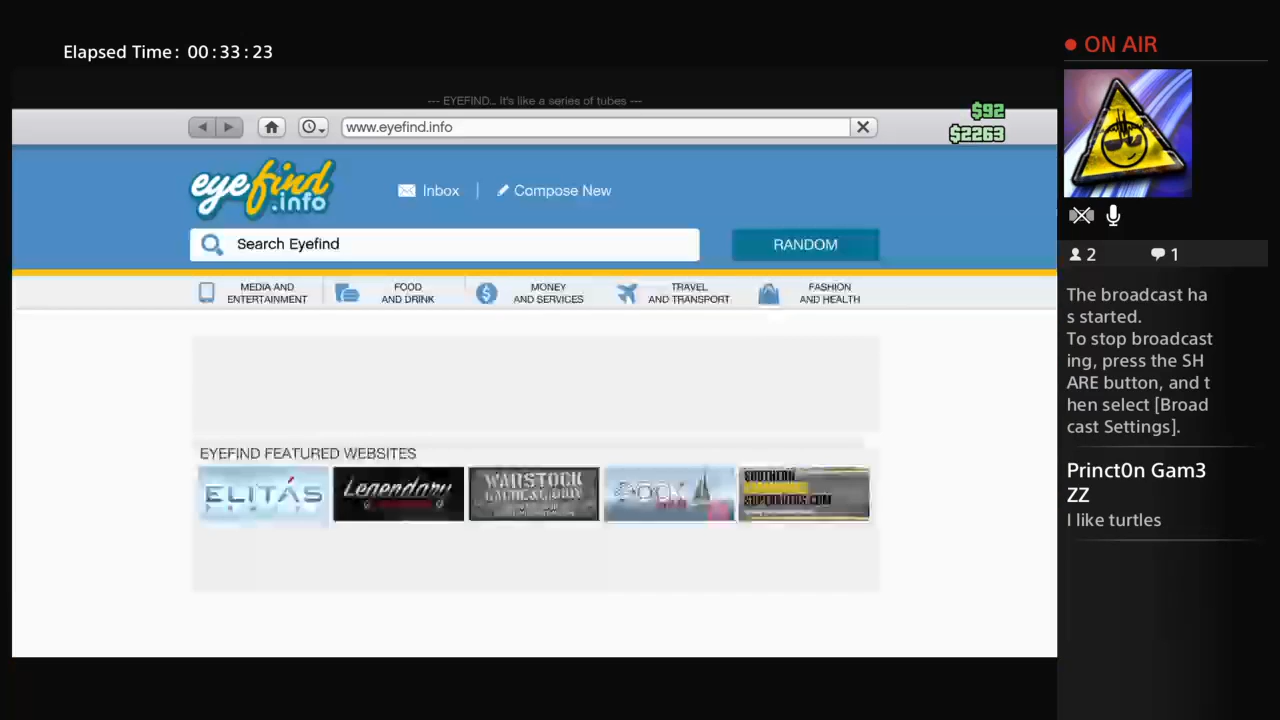 Elapsed Time: 00:33:23
--- EYEFIND... It's like a series of tubes ---
www.eyefind.info
$92
$2263
eyefind
.info
Inbox
Compose New
Search Eyefind
RANDOM
MEDIA AND
ENTERTAINMENT
FOOD
AND DRINK
MONEY
AND SERVICES
TRAVEL
AND TRANSPORT
FASHION
AND HEALTH
EYEFIND FEATURED WEBSITES
ELITÁS
Legendary
WARSTOCK
DOCK
SOUTHERN
ON AIR
2
1
The broadcast ha
s started.
To stop broadcast
ing, press the SH
ARE button, and t
hen select [Broad
cast Settings].
Princt0n Gam3
ZZ
I like turtles